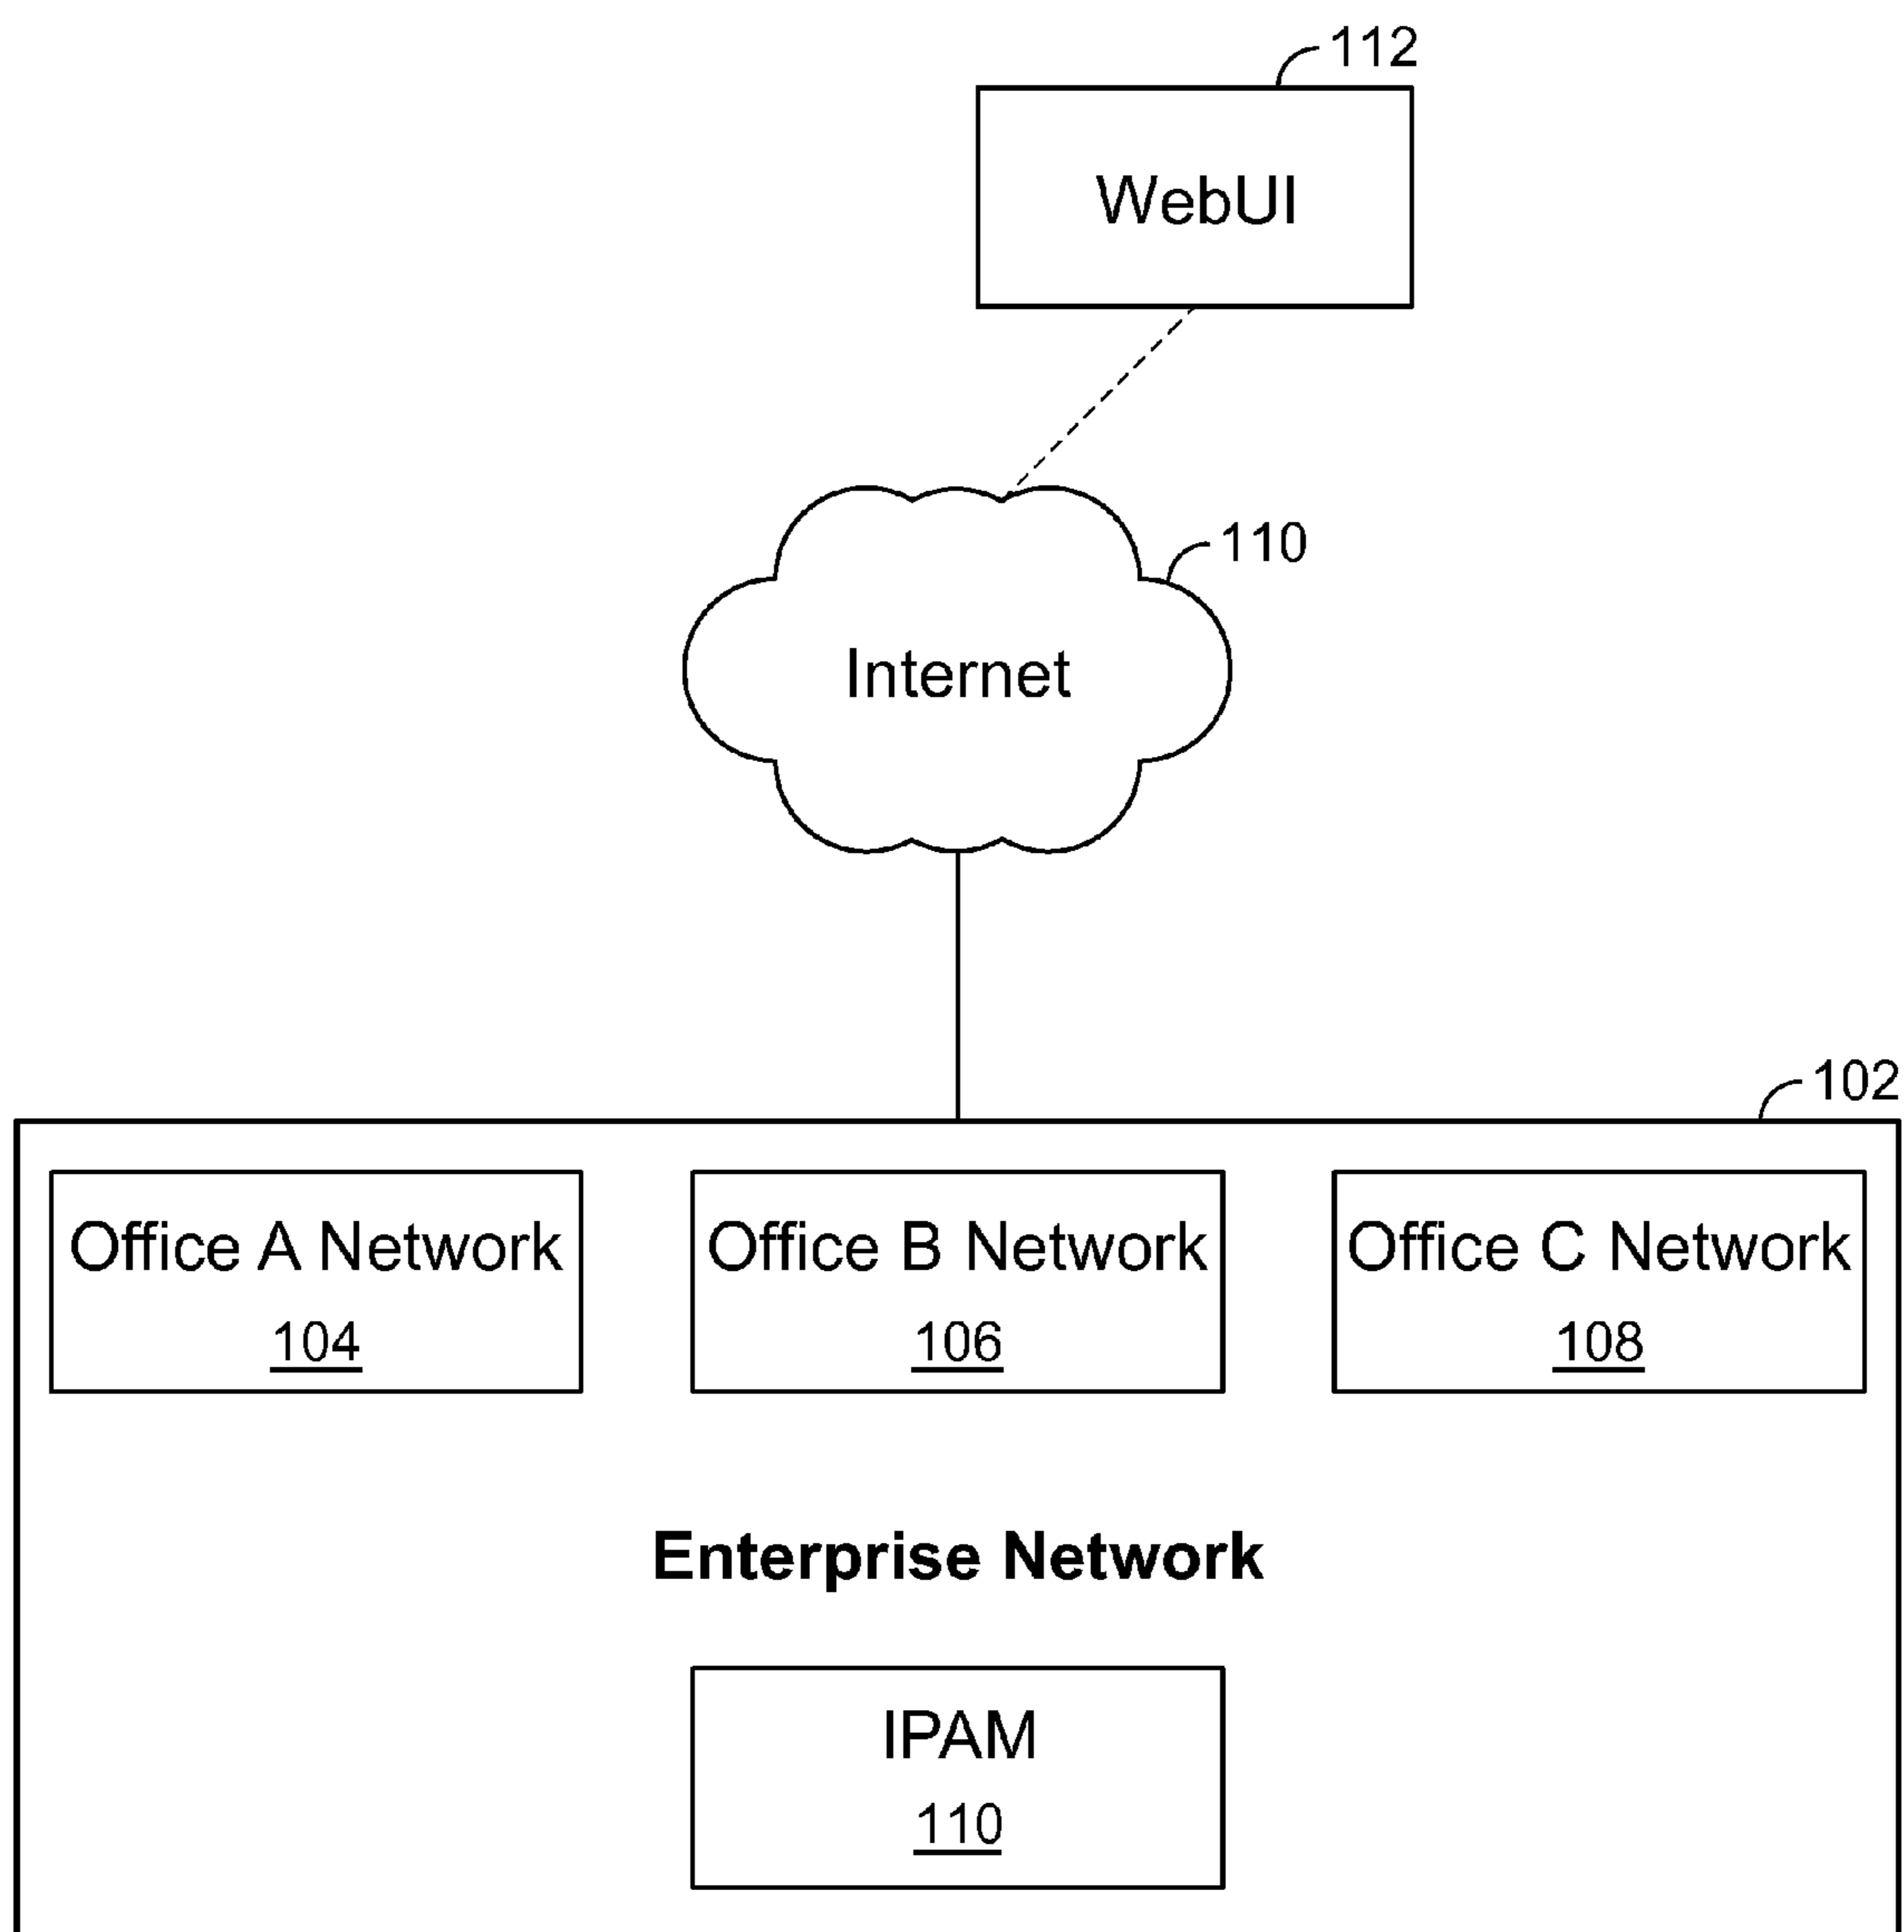 112
WebUI
110
Internet
102
Office A Network
104
Office B Network
106
Office C Network
108
Enterprise Network
IPAM
110